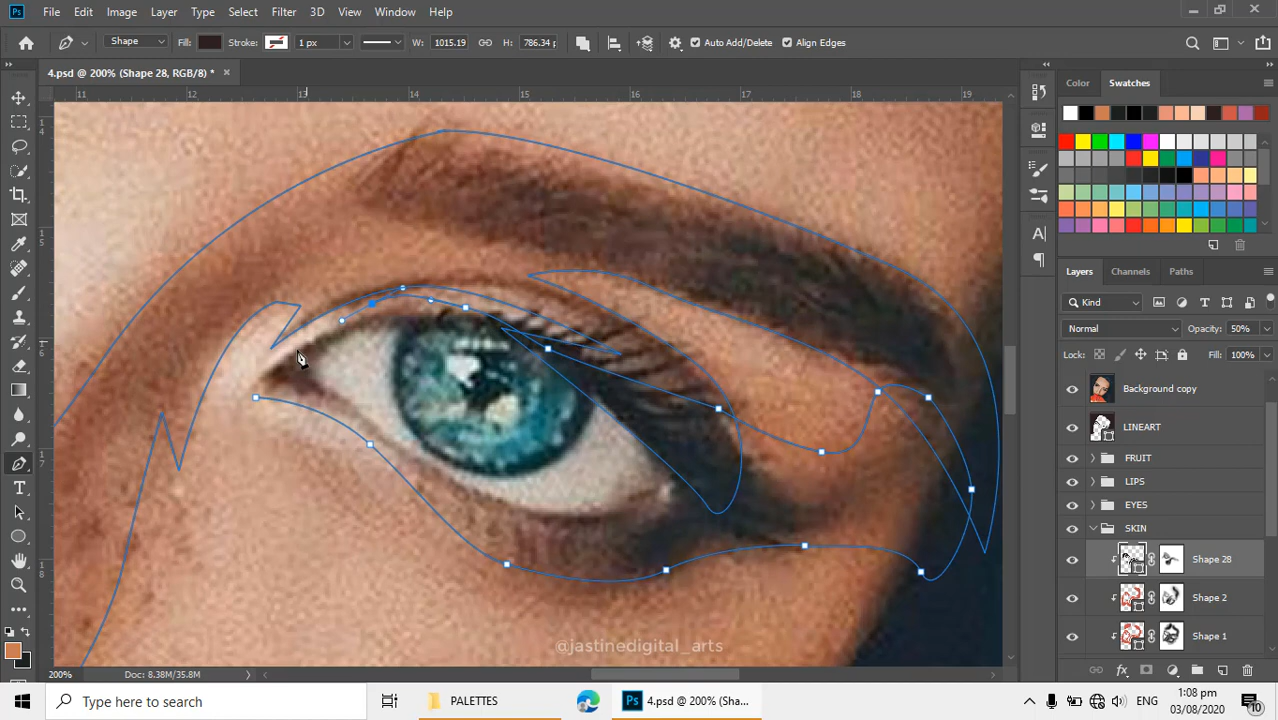 Ps File Edit Image Layer Type Select Filter 3D View Window Help
Shape Fill: Stroke: 1 px W: 1015.19 H: 786.34 p Add/Delete Align Edges
4.psd @ 200% (Shape 28, RGB/8) *
11 12 13 14 15 16 17 18 19
Color Swatches
Layers Channels Paths
Kind
Normal Opacity: 50%
Lock: Fill: 100%
Background copy
LINEART
FRUIT
LIPS
EYES
SKIN
Shape 28
Shape 2
Shape 1
@jastinedigital_arts
200% Doc: 8.38M/35.8M
Type here to search
PALETTES
Ps 4.psd @ 200% (Sha...
1:08 pm
03/08/2020
10